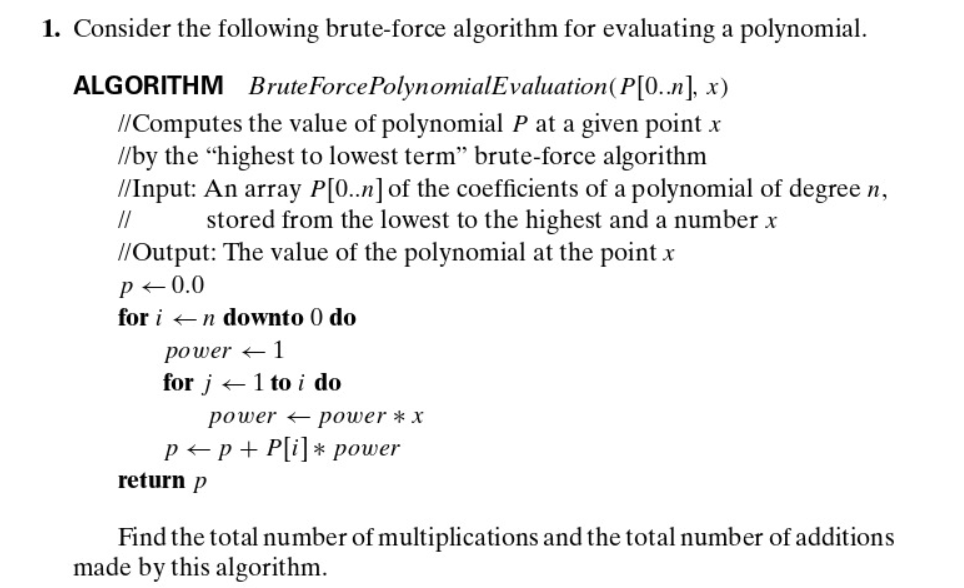 1. Consider the following brute-force algorithm for evaluating a polynomial.
ALGORITHM BruteForcePolynomialEvaluation(P[0..n], x)
//Computes the value of polynomial P at a given point x
//by the “highest to lowest term” brute-force algorithm
//Input: An array P[0..n] of the coefficients of a polynomial of degree n,
// stored from the lowest to the highest and a number x
//Output: The value of the polynomial at the point x
p ← 0.0
for i ← n downto 0 do
power ← 1
for j ← 1 to i do
power ← power ∗ x
p ← p + P[i] ∗ power
return p
Find the total number of multiplications and the total number of additions
made by this algorithm.